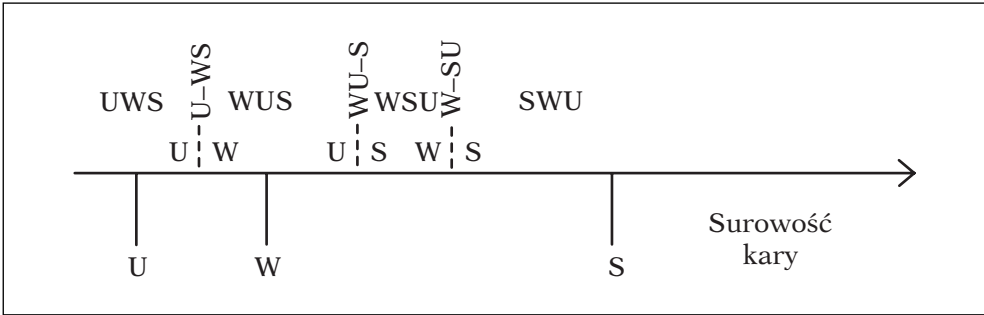 UWS U–WS WUS WU–S WSU W–SU SWU
U W U S W S
Surowość
kary
U W S